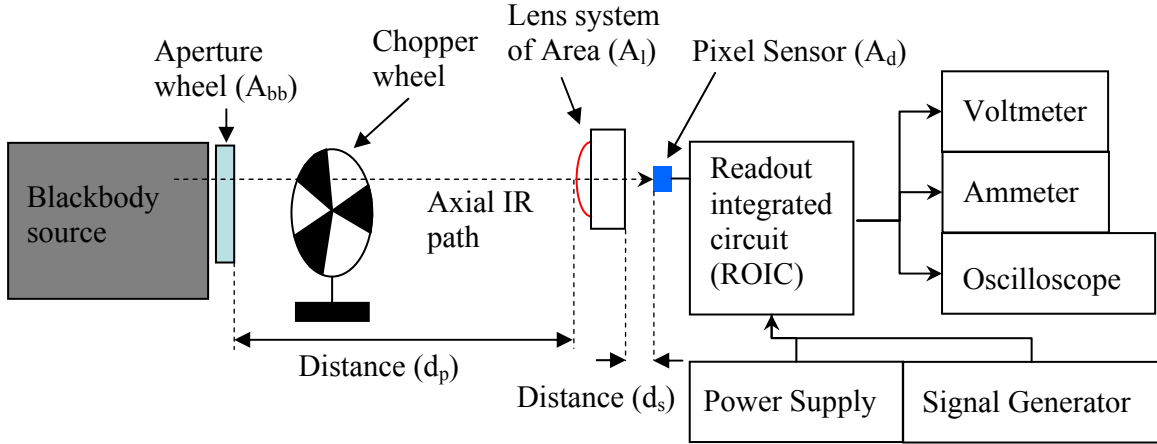 Aperture
wheel (A_bb)
Chopper
wheel
Lens system
of Area (A_l)
Pixel Sensor (A_d)
Blackbody
source
Axial IR
path
Readout
integrated
circuit
(ROIC)
Voltmeter
Ammeter
Oscilloscope
Distance (d_p)
Distance (d_s)
Power Supply
Signal Generator